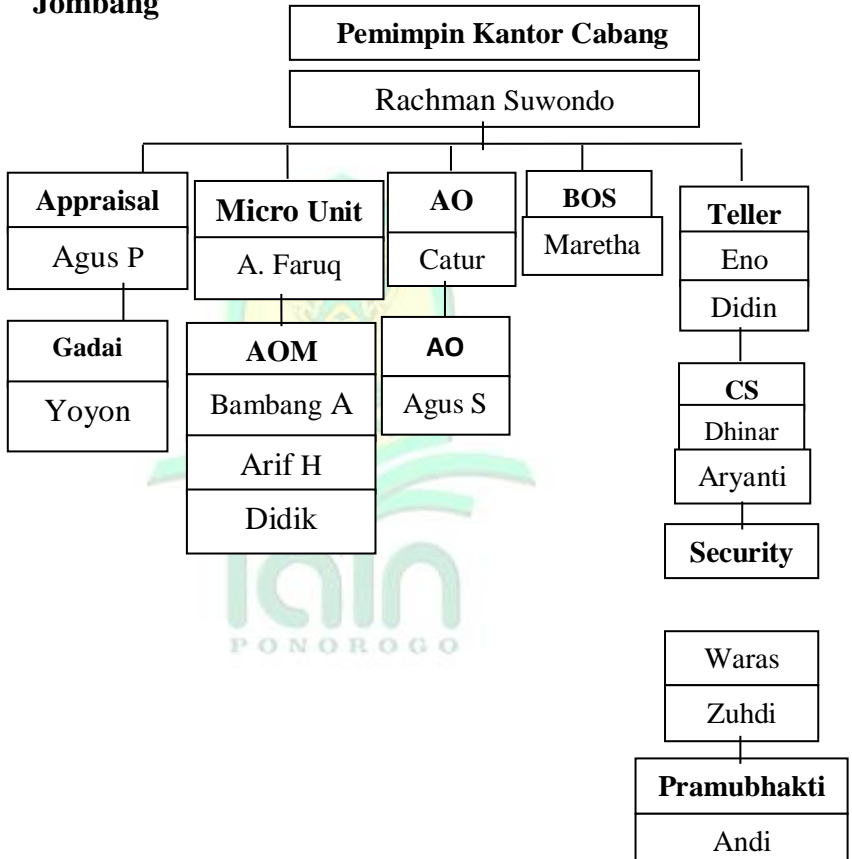 Jombang
Pemimpin Kantor Cabang
Rachman Suwondo
Appraisal
Agus P
Gadai
Yoyon
Micro Unit
A. Faruq
AOM
Bambang A
Arif H
Didik
AO
Catur
AO
Agus S
BOS
Maretha
Teller
Eno
Didin
CS
Dhinar
Aryanti
Security
Waras
Zuhdi
Pramubhakti
Andi
iain
PONOROGO